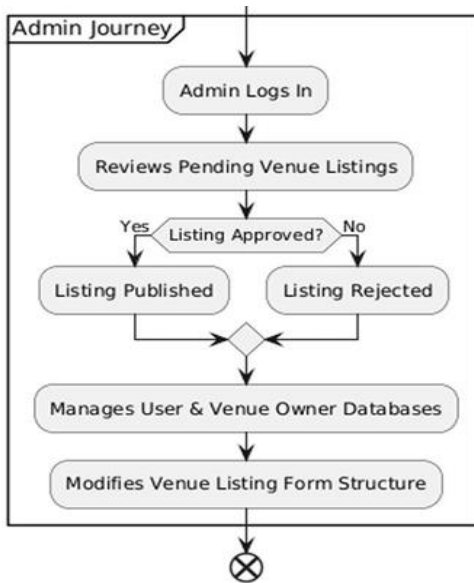 Admin Journey
Admin Logs In
Reviews Pending Venue Listings
Yes
Listing Approved?
No
Listing Published
Listing Rejected
Manages User & Venue Owner Databases
Modifies Venue Listing Form Structure